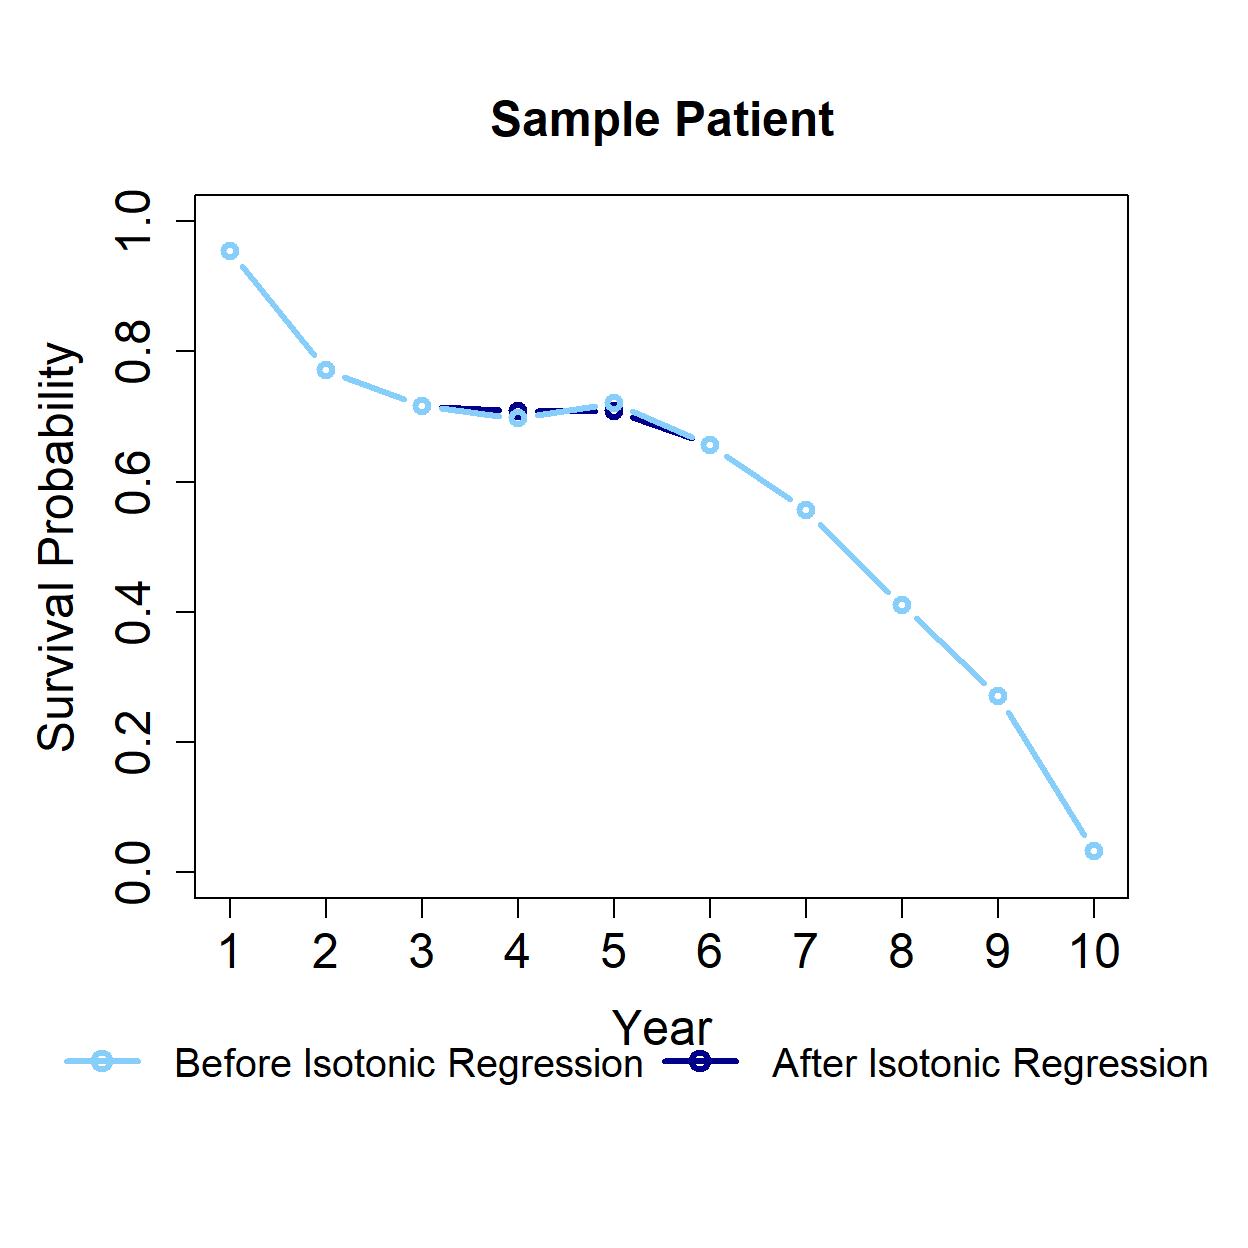 Sample Patient
Survival Probability
1.0
0.8
0.6
0.4
0.2
0.0
1 2 3 4 5 6 7 8 9 10
Year
Before Isotonic Regression After Isotonic Regression